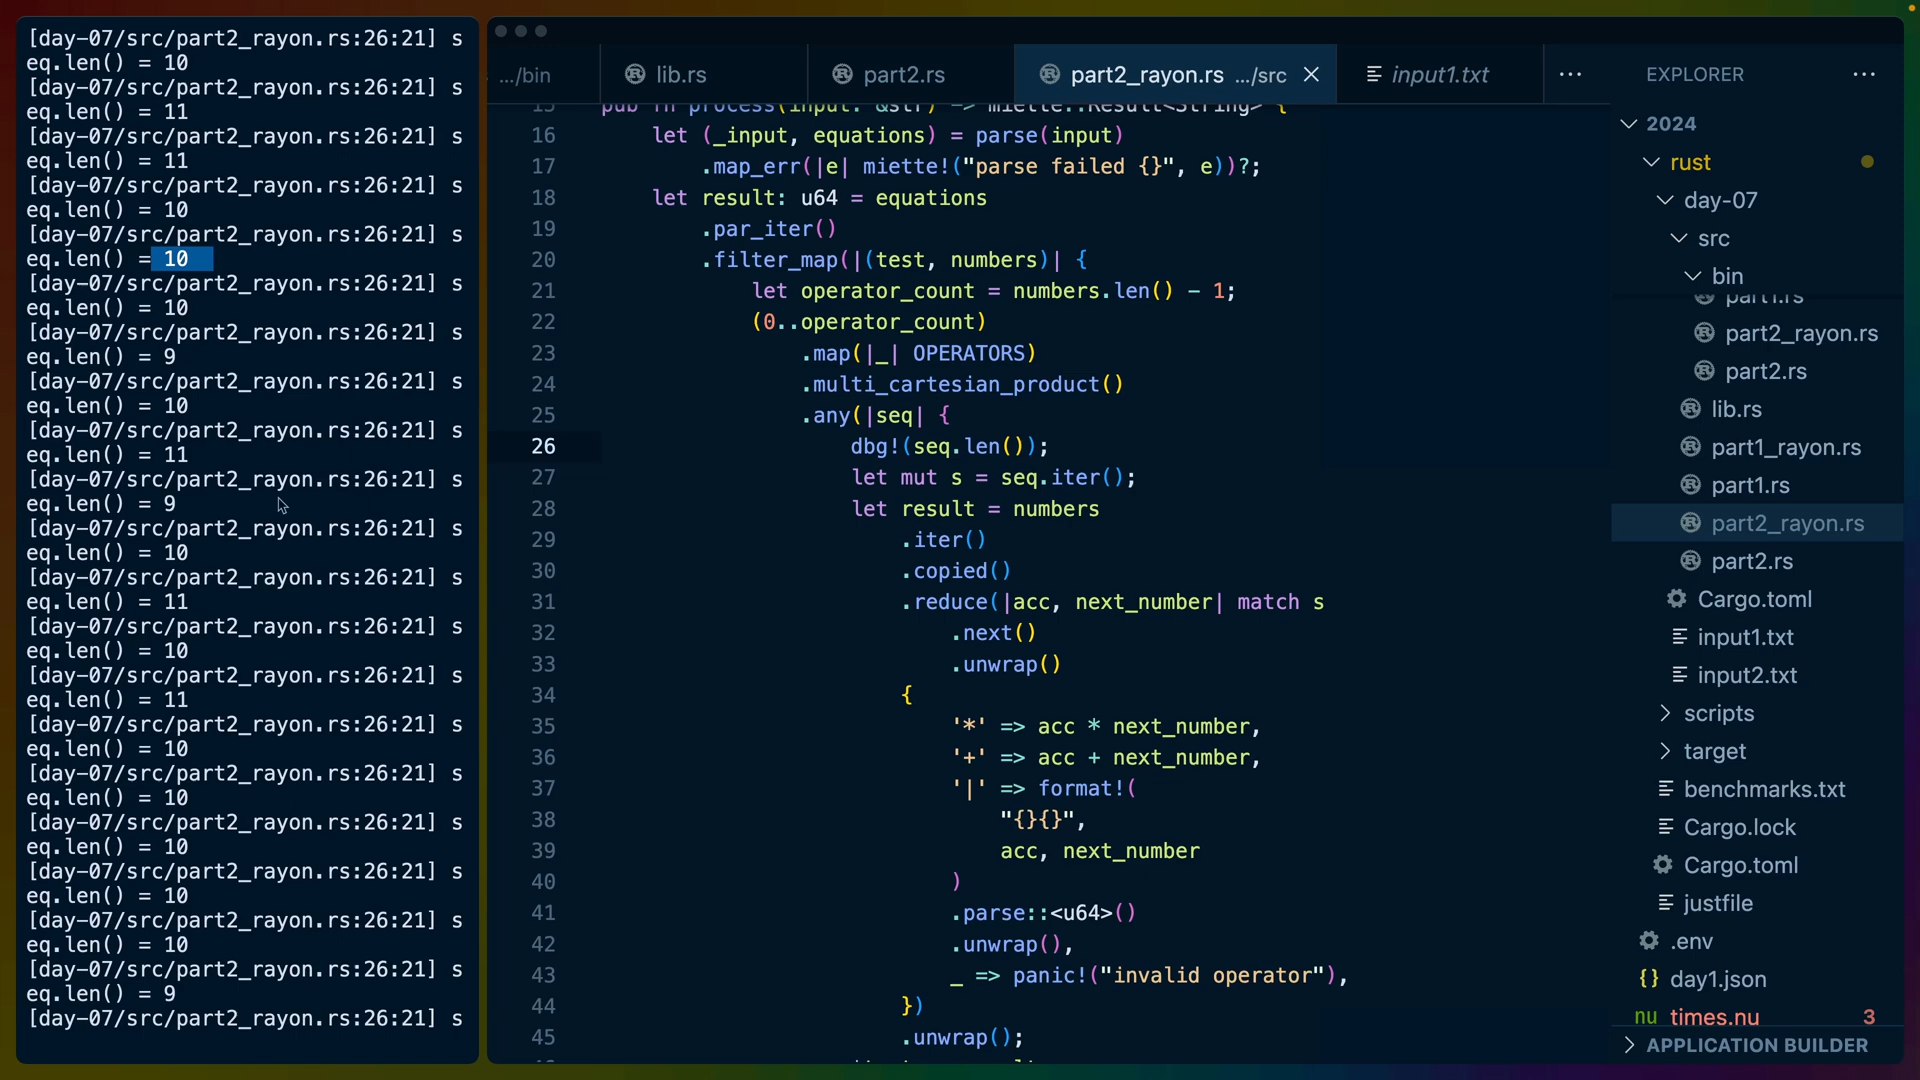 [day-07/src/part2_rayon.rs:26:21] s
eq.len() = 10
[day-07/src/part2_rayon.rs:26:21] s
eq.len() = 11
[day-07/src/part2_rayon.rs:26:21] s
eq.len() = 11
[day-07/src/part2_rayon.rs:26:21] s
eq.len() = 10
[day-07/src/part2_rayon.rs:26:21] s
eq.len() = 10
[day-07/src/part2_rayon.rs:26:21] s
eq.len() = 10
[day-07/src/part2_rayon.rs:26:21] s
eq.len() = 9
[day-07/src/part2_rayon.rs:26:21] s
eq.len() = 10
[day-07/src/part2_rayon.rs:26:21] s
eq.len() = 11
[day-07/src/part2_rayon.rs:26:21] s
eq.len() = 9
[day-07/src/part2_rayon.rs:26:21] s
eq.len() = 10
[day-07/src/part2_rayon.rs:26:21] s
eq.len() = 11
[day-07/src/part2_rayon.rs:26:21] s
eq.len() = 10
[day-07/src/part2_rayon.rs:26:21] s
eq.len() = 11
[day-07/src/part2_rayon.rs:26:21] s
eq.len() = 10
[day-07/src/part2_rayon.rs:26:21] s
eq.len() = 10
[day-07/src/part2_rayon.rs:26:21] s
eq.len() = 10
[day-07/src/part2_rayon.rs:26:21] s
eq.len() = 10
[day-07/src/part2_rayon.rs:26:21] s
eq.len() = 10
[day-07/src/part2_rayon.rs:26:21] s
eq.len() = 9
[day-07/src/part2_rayon.rs:26:21] s
.../bin lib.rs part2.rs part2_rayon.rs .../src input1.txt
15 pub fn process(input: &str) -> miette::Result<String> {
16 let (_input, equations) = parse(input)
17 .map_err(|e| miette!("parse failed {}", e))?;
18 let result: u64 = equations
19 .par_iter()
20 .filter_map(|(test, numbers)| {
21 let operator_count = numbers.len() - 1;
22 (0..operator_count)
23 .map(|_| OPERATORS)
24 .multi_cartesian_product()
25 .any(|seq| {
26 dbg!(seq.len());
27 let mut s = seq.iter();
28 let result = numbers
29 .iter()
30 .copied()
31 .reduce(|acc, next_number| match s
32 .next()
33 .unwrap()
34 {
35 '*' => acc * next_number,
36 '+' => acc + next_number,
37 '|' => format!(
38 "{}{}",
39 acc, next_number
40 )
41 .parse::<u64>()
42 .unwrap(),
43 _ => panic!("invalid operator"),
44 })
45 .unwrap();
EXPLORER
2024
rust
day-07
src
bin
part1.rs
part2_rayon.rs
part2.rs
lib.rs
part1_rayon.rs
part1.rs
part2_rayon.rs
part2.rs
Cargo.toml
input1.txt
input2.txt
scripts
target
benchmarks.txt
Cargo.lock
Cargo.toml
justfile
.env
{} day1.json
nu times.nu 3
APPLICATION BUILDER